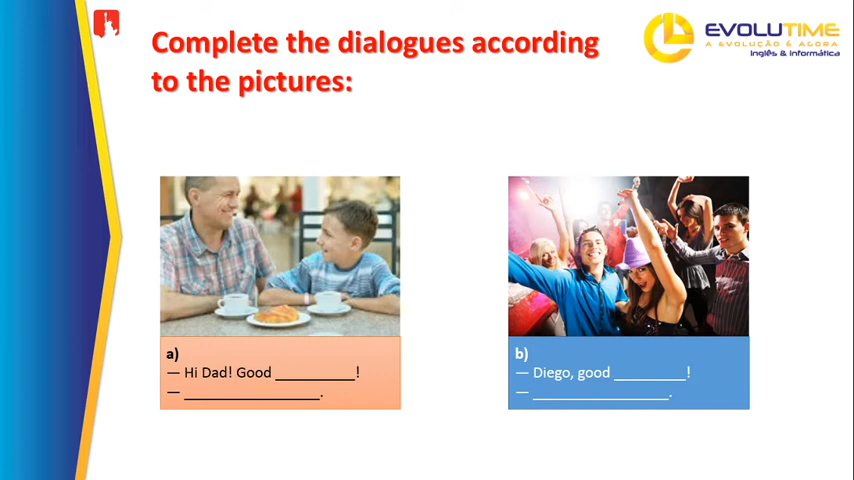 Complete the dialogues according
to the pictures:
EVOLUTIME
A EVOLUÇÃO É AGORA
Inglês & Informática
a)
— Hi Dad! Good __________!
— _________________.
b)
— Diego, good _________!
— _________________.